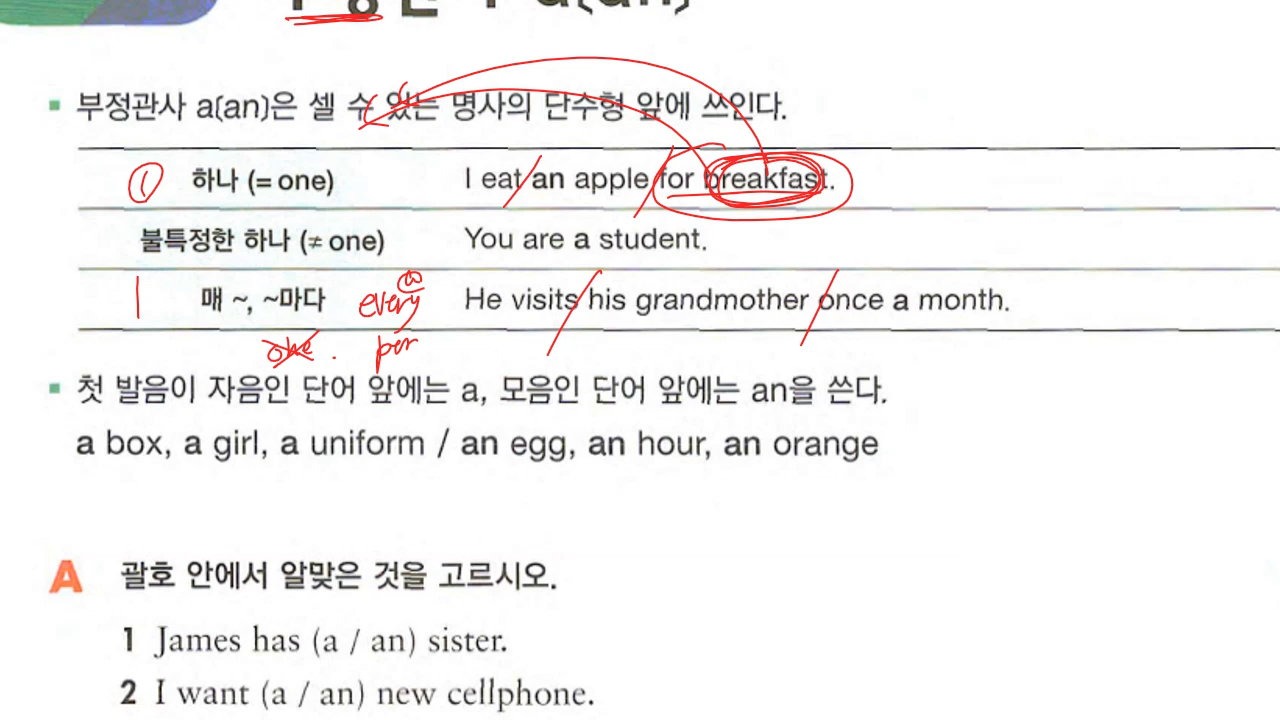 부정관사 a(an)
부정관사 a(an)은 셀 수 있는 명사의 단수형 앞에 쓰인다.
① 하나 (= one) I eat an apple for breakfast.
불특정한 하나 (≠ one) You are a student.
매 ~, ~마다 every He visits his grandmother once a month.
one . per
첫 발음이 자음인 단어 앞에는 a, 모음인 단어 앞에는 an을 쓴다.
a box, a girl, a uniform / an egg, an hour, an orange
A 괄호 안에서 알맞은 것을 고르시오.
1 James has (a / an) sister.
2 I want (a / an) new cellphone.